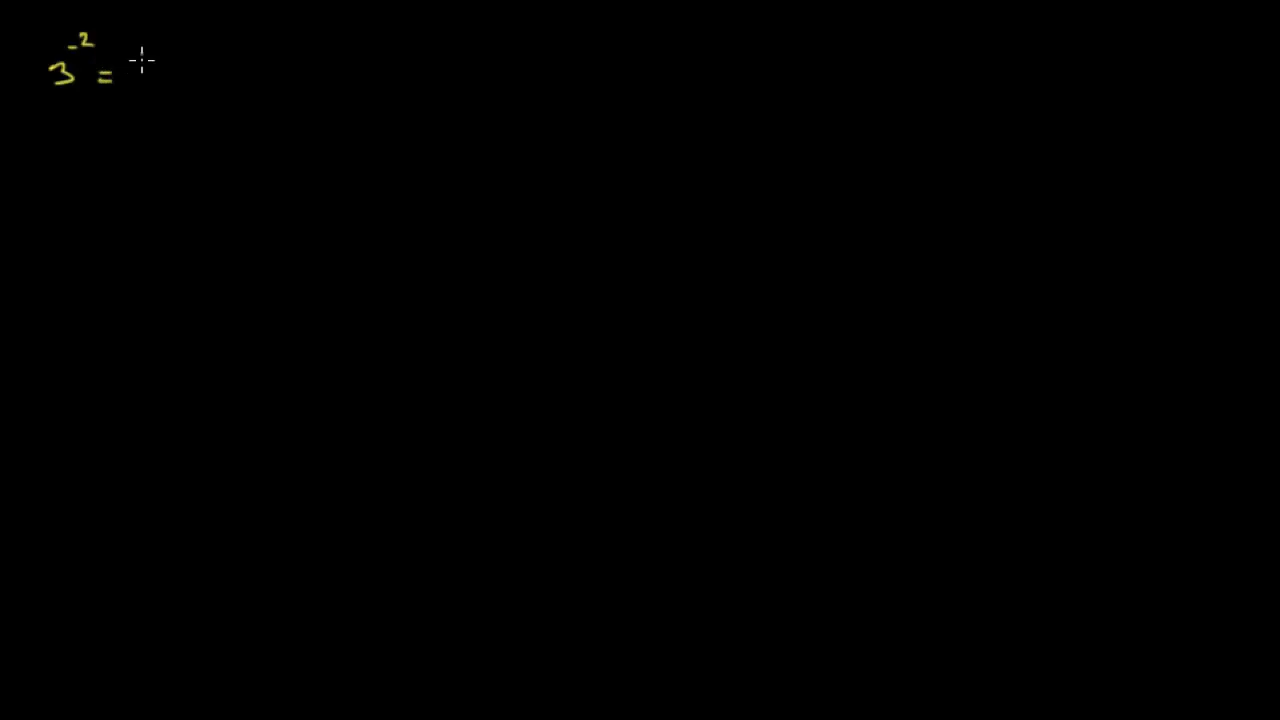 3⁻² =